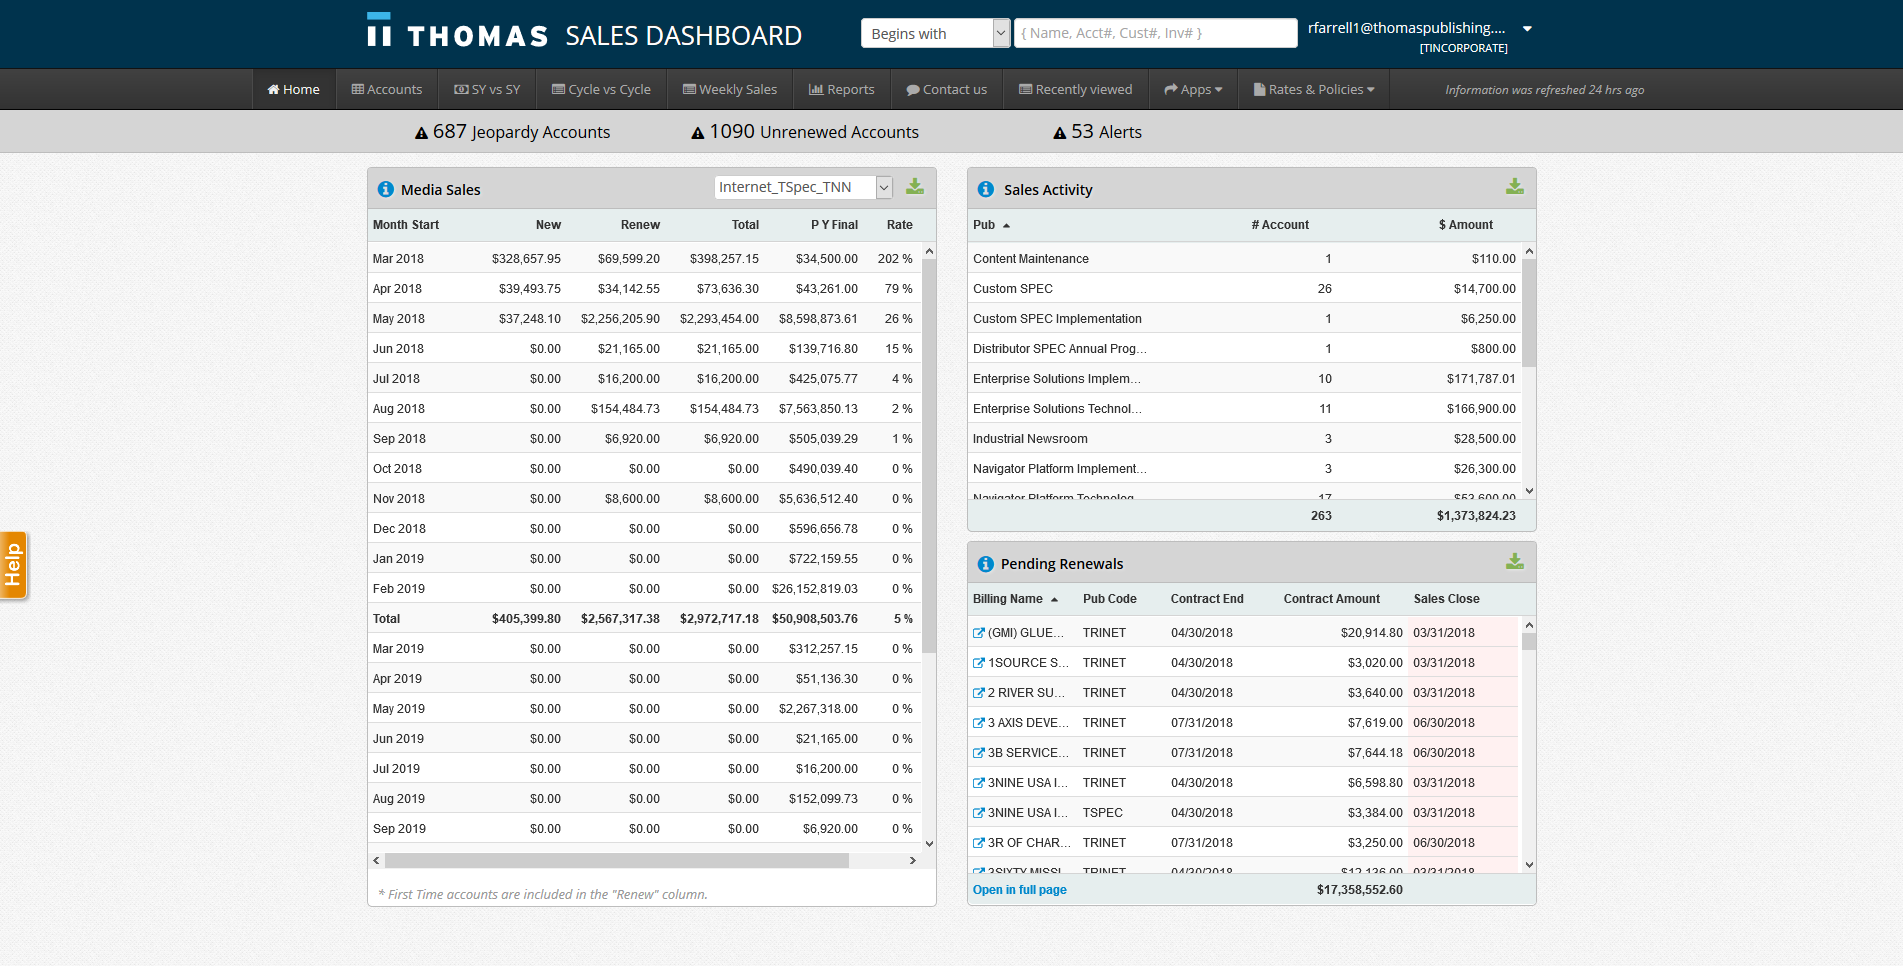 THOMAS SALES DASHBOARD
Begins with
{ Name, Acct#, Cust#, Inv# }
rfarrell1@thomaspublishing....
[TINCORPORATE]
Home Accounts SY vs SY Cycle vs Cycle Weekly Sales Reports Contact us Recently viewed Apps Rates & Policies Information was refreshed 24 hrs ago
687 Jeopardy Accounts 1090 Unrenewed Accounts 53 Alerts
Media Sales Internet_TSpec_TNN
Month Start New Renew Total P Y Final Rate
Mar 2018 $328,657.95 $69,599.20 $398,257.15 $34,500.00 202 %
Apr 2018 $39,493.75 $34,142.55 $73,636.30 $43,261.00 79 %
May 2018 $37,248.10 $2,256,205.90 $2,293,454.00 $8,598,873.61 26 %
Jun 2018 $0.00 $21,165.00 $21,165.00 $139,716.80 15 %
Jul 2018 $0.00 $16,200.00 $16,200.00 $425,075.77 4 %
Aug 2018 $0.00 $154,484.73 $154,484.73 $7,563,850.13 2 %
Sep 2018 $0.00 $6,920.00 $6,920.00 $505,039.29 1 %
Oct 2018 $0.00 $0.00 $0.00 $490,039.40 0 %
Nov 2018 $0.00 $8,600.00 $8,600.00 $5,636,512.40 0 %
Dec 2018 $0.00 $0.00 $0.00 $596,656.78 0 %
Jan 2019 $0.00 $0.00 $0.00 $722,159.55 0 %
Feb 2019 $0.00 $0.00 $0.00 $26,152,819.03 0 %
Total $405,399.80 $2,567,317.38 $2,972,717.18 $50,908,503.76 5 %
Mar 2019 $0.00 $0.00 $0.00 $312,257.15 0 %
Apr 2019 $0.00 $0.00 $0.00 $51,136.30 0 %
May 2019 $0.00 $0.00 $0.00 $2,267,318.00 0 %
Jun 2019 $0.00 $0.00 $0.00 $21,165.00 0 %
Jul 2019 $0.00 $0.00 $0.00 $16,200.00 0 %
Aug 2019 $0.00 $0.00 $0.00 $152,099.73 0 %
Sep 2019 $0.00 $0.00 $0.00 $6,920.00 0 %
* First Time accounts are included in the "Renew" column.
Sales Activity
Pub # Account $ Amount
Content Maintenance 1 $110.00
Custom SPEC 26 $14,700.00
Custom SPEC Implementation 1 $6,250.00
Distributor SPEC Annual Prog... 1 $800.00
Enterprise Solutions Implem... 10 $171,787.01
Enterprise Solutions Technol... 11 $166,900.00
Industrial Newsroom 3 $28,500.00
Navigator Platform Implement... 3 $26,300.00
Navigator Platform Technolog... 17 $53,600.00
263 $1,373,824.23
Pending Renewals
Billing Name Pub Code Contract End Contract Amount Sales Close
(GMI) GLUE... TRINET 04/30/2018 $20,914.80 03/31/2018
1SOURCE S... TRINET 04/30/2018 $3,020.00 03/31/2018
2 RIVER SU... TRINET 04/30/2018 $3,640.00 03/31/2018
3 AXIS DEVE... TRINET 07/31/2018 $7,619.00 06/30/2018
3B SERVICE... TRINET 07/31/2018 $7,644.18 06/30/2018
3NINE USA I... TRINET 04/30/2018 $6,598.80 03/31/2018
3NINE USA I... TSPEC 04/30/2018 $3,384.00 03/31/2018
3R OF CHAR... TRINET 07/31/2018 $3,250.00 06/30/2018
3SIXTY MISSI... TRINET 04/30/2018 $12,136.00 03/31/2018
Open in full page $17,358,552.60
Help